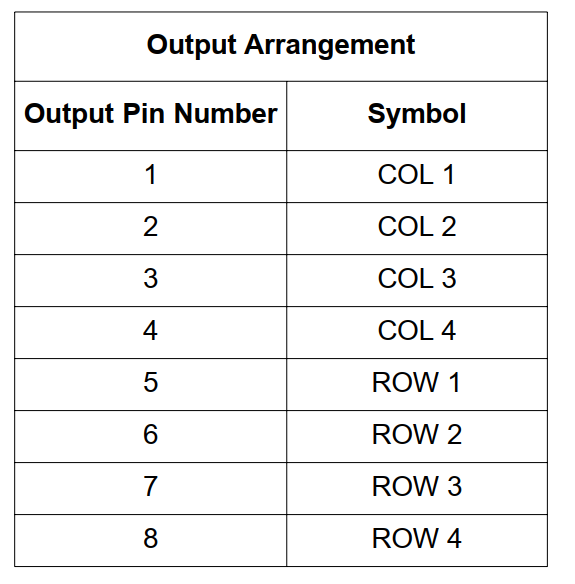 Output Arrangement
Output Pin Number Symbol
1 COL 1
2 COL 2
3 COL 3
4 COL 4
5 ROW 1
6 ROW 2
7 ROW 3
8 ROW 4